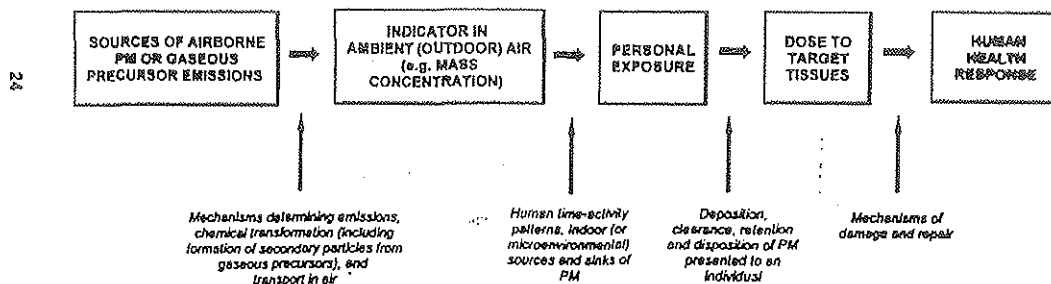 24
SOURCES OF AIRBORNE
PM OR GASEOUS
PRECURSOR EMISSIONS
INDICATOR IN
AMBIENT (OUTDOOR) AIR
(e.g. MASS
CONCENTRATION)
PERSONAL
EXPOSURE
DOSE TO
TARGET
TISSUES
HUMAN
HEALTH
RESPONSE
Mechanisms determining emissions,
chemical transformation (including
formation of secondary particles from
gaseous precursors), and
transport in air
Human time-activity
patterns, indoor (or
microenvironmental)
sources and sinks of
PM
Deposition,
clearance, retention
and disposition of PM
presented to an
individual
Mechanisms of
damage and repair